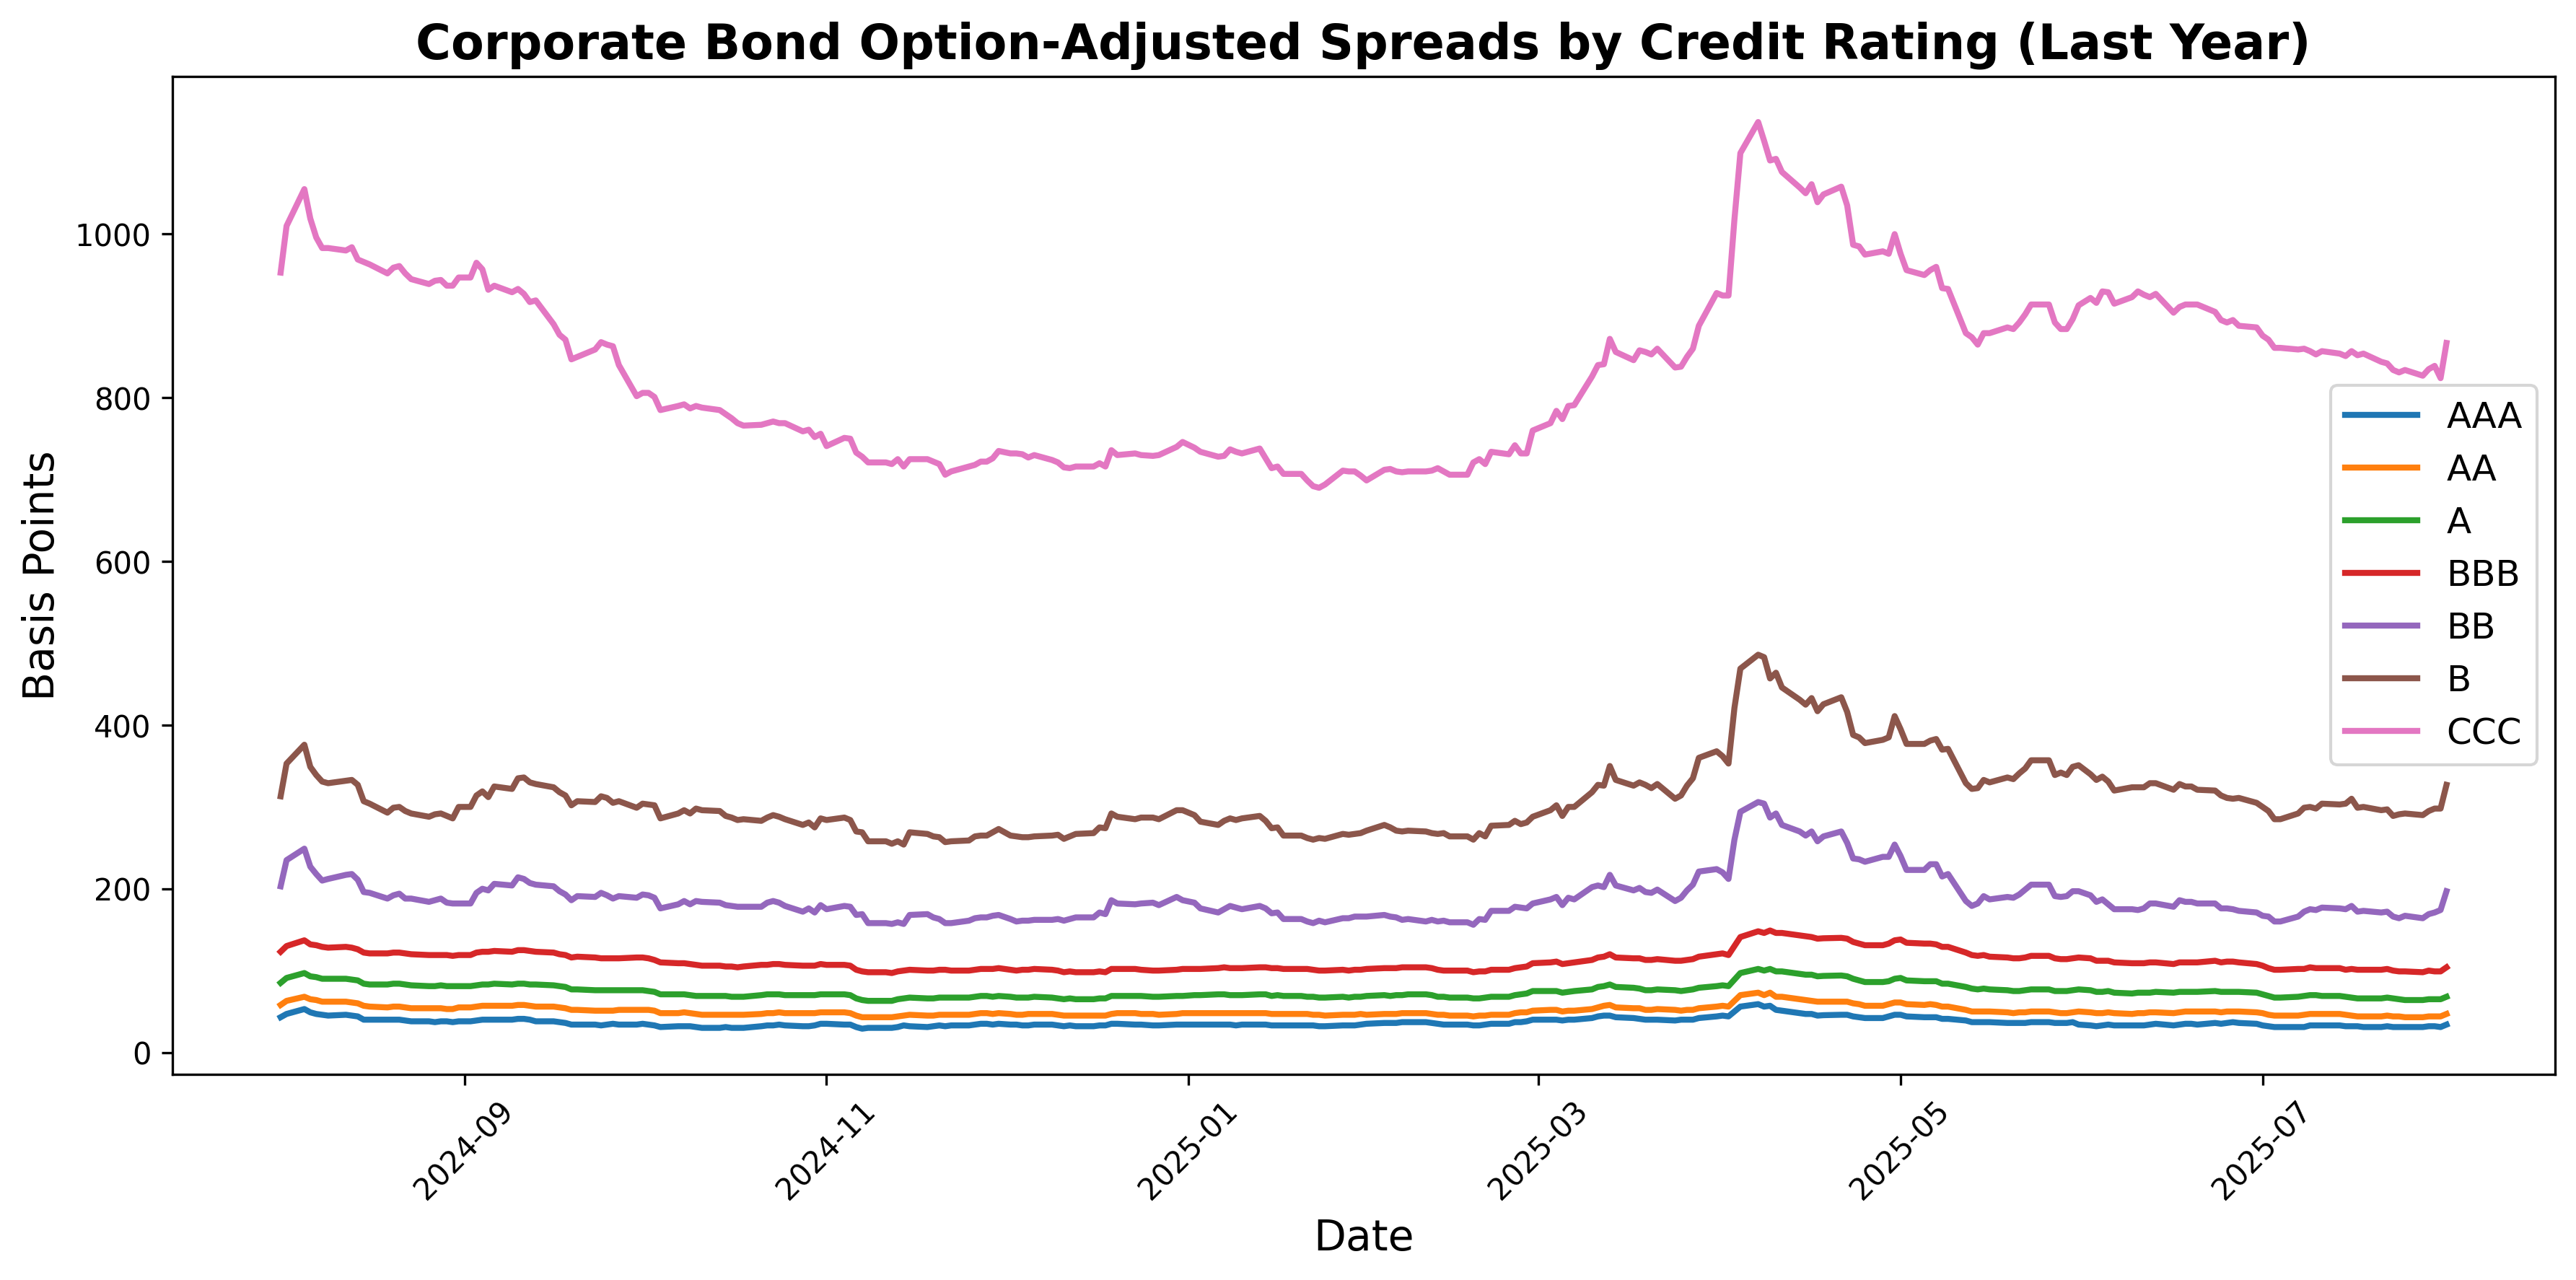 Corporate Bond Option-Adjusted Spreads by Credit Rating (Last Year)
Basis Points
1000
800
600
400
200
0
AAA
AA
A
BBB
BB
B
CCC
2024-09
2024-11
2025-01
2025-03
2025-05
2025-07
Date